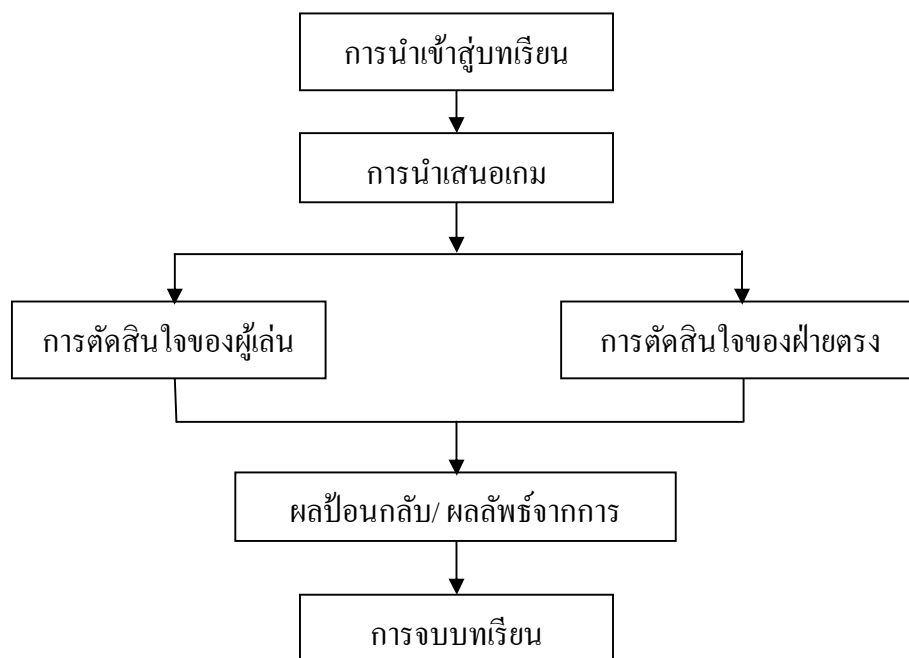 การนำเข้าสู่บทเรียน
การนำเสนอเกม
การตัดสินใจของผู้เล่น
การตัดสินใจของฝ่ายตรง
ผลป้อนกลับ/ ผลลัพธ์จากการ
การจบบทเรียน